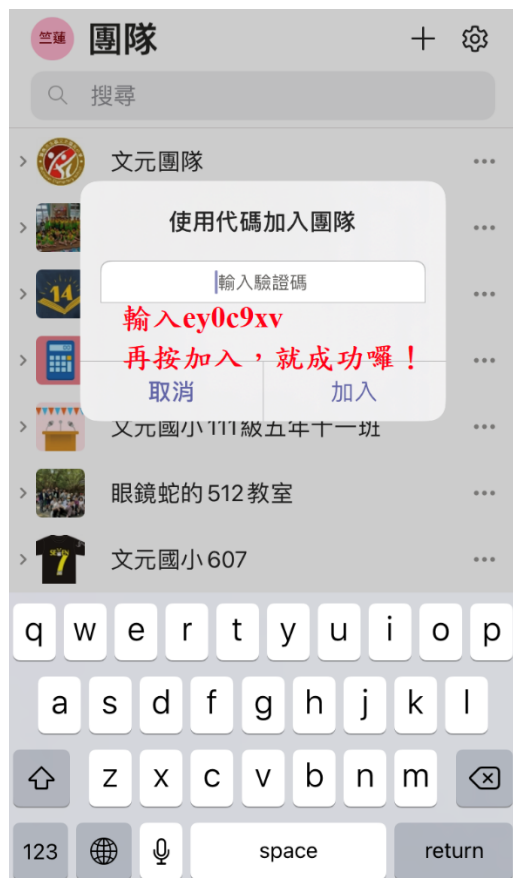 竺蓮 團隊
搜尋
文元團隊
使用代碼加入團隊
輸入驗證碼
14
輸入ey0c9xv
再按加入，就成功囉！
取消 加入
文元國小111級五年十一班
眼鏡蛇的512教室
文元國小607
7
q w e r t y u i o p
a s d f g h j k l
z x c v b n m
123 space return